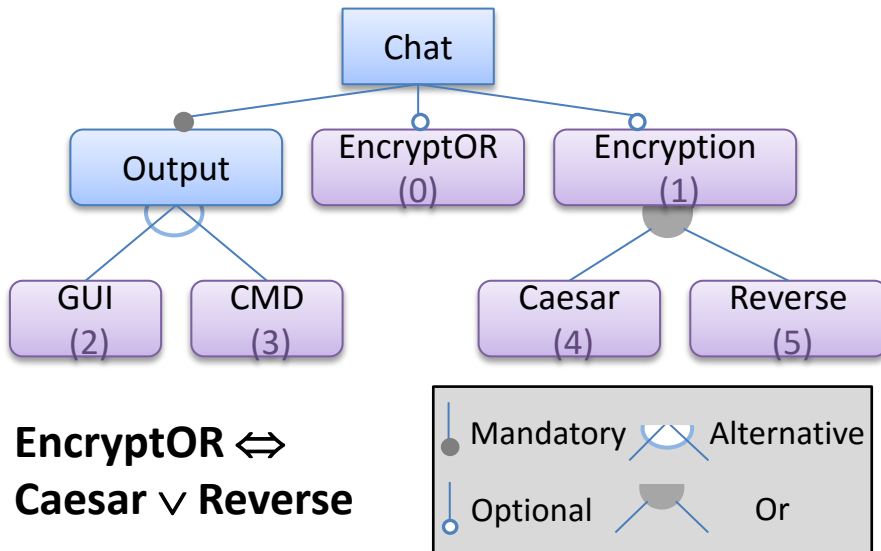 Chat
Output
EncryptOR
(0)
Encryption
(1)
GUI
(2)
CMD
(3)
Caesar
(4)
Reverse
(5)
EncryptOR ⇔
Caesar ∨ Reverse
Mandatory
Alternative
Optional
Or